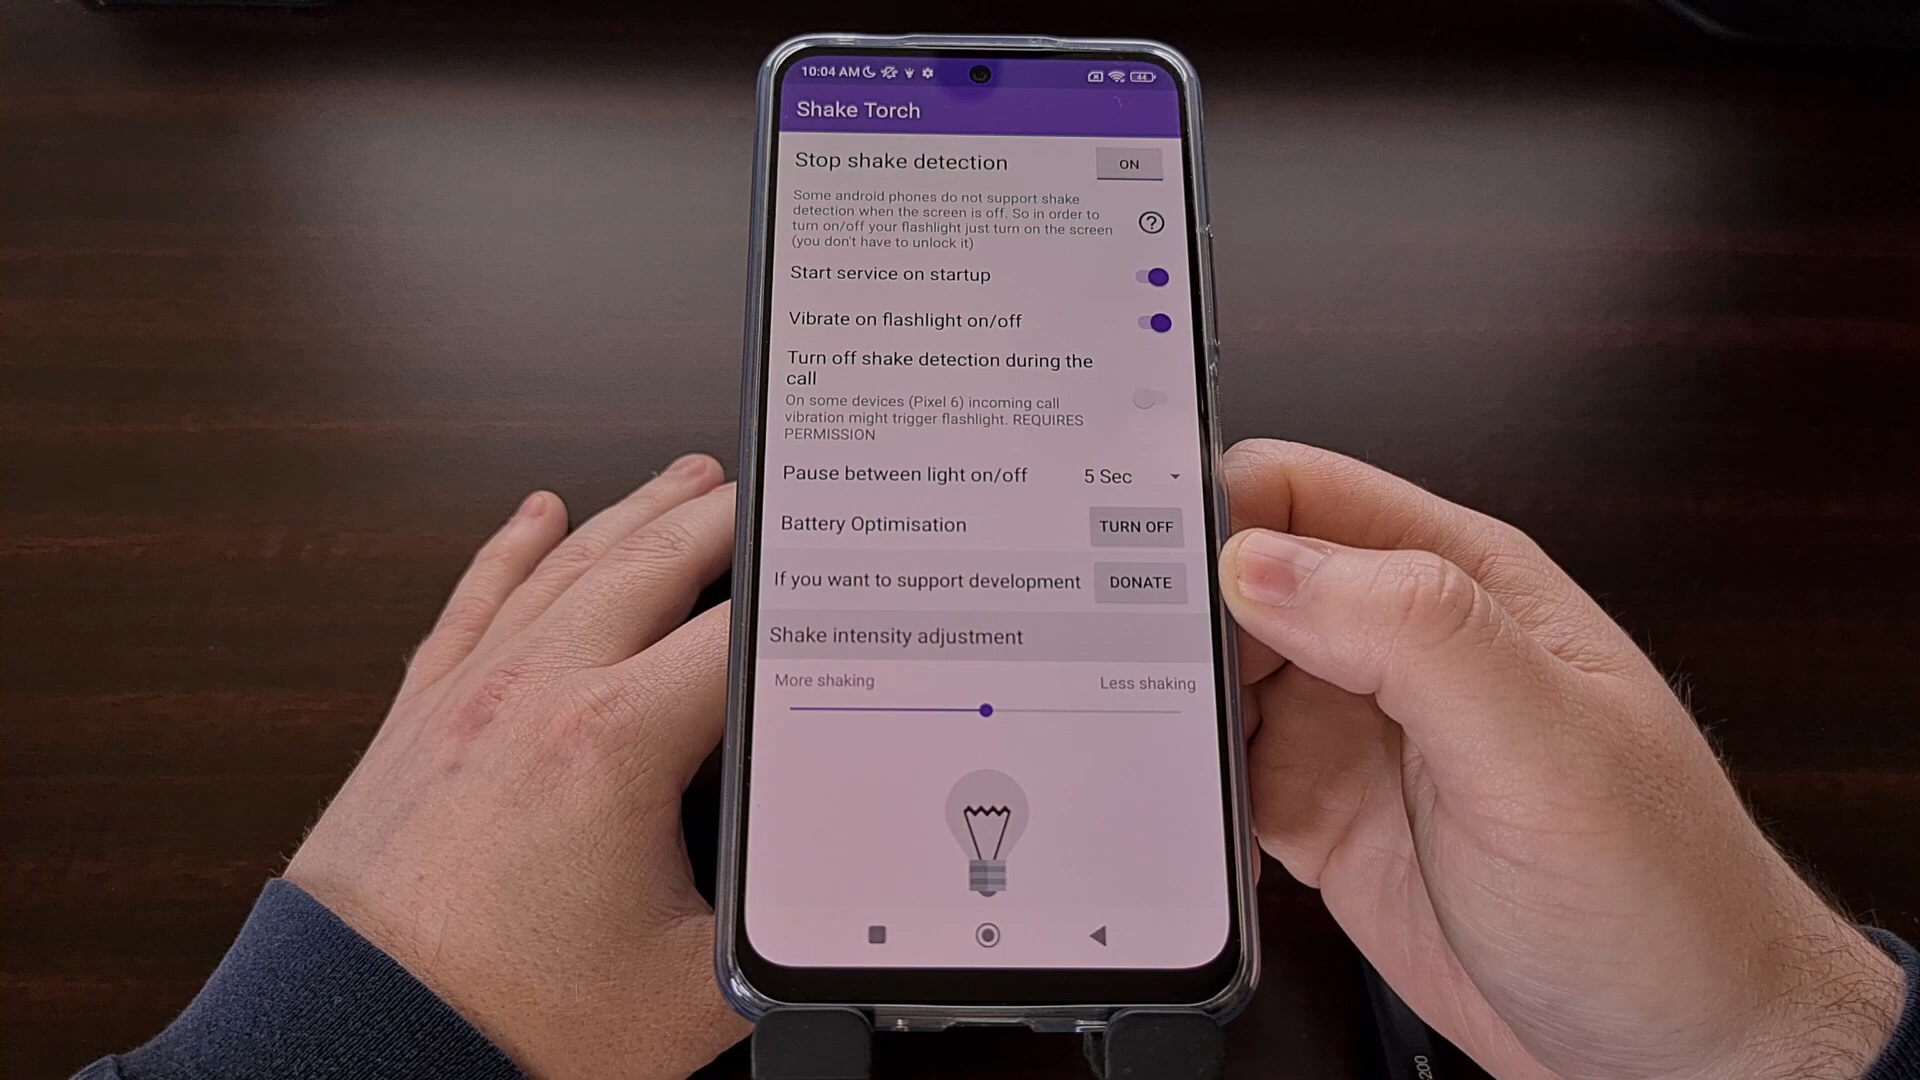 10:04 AM
44
Shake Torch
Stop shake detection
ON
Some android phones do not support shake
detection when the screen is off. So in order to
turn on/off your flashlight just turn on the screen
(you don't have to unlock it)
?
Start service on startup
Vibrate on flashlight on/off
Turn off shake detection during the
call
On some devices (Pixel 6) incoming call
vibration might trigger flashlight. REQUIRES
PERMISSION
Pause between light on/off
5 Sec
Battery Optimisation
TURN OFF
If you want to support development
DONATE
Shake intensity adjustment
More shaking
Less shaking
200